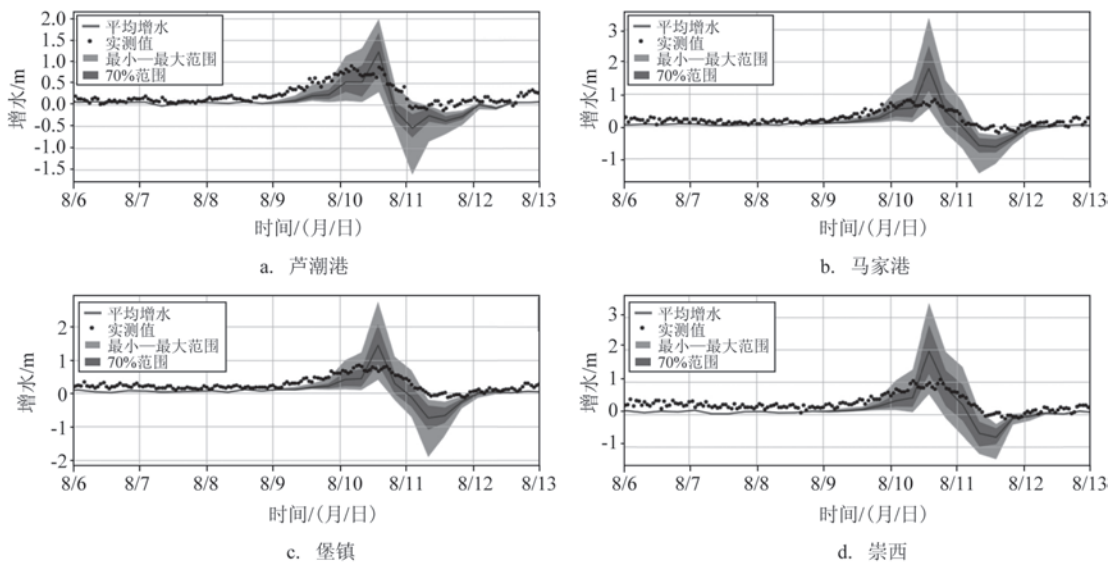 2.0
1.5
1.0
0.5
0.0
-0.5
-1.0
-1.5
增水/m
平均增水
实测值
最小—最大范围
70%范围
8/6 8/7 8/8 8/9 8/10 8/11 8/12 8/13
时间/(月/日)
a. 芦潮港
3
2
1
0
-1
增水/m
平均增水
实测值
最小—最大范围
70%范围
8/6 8/7 8/8 8/9 8/10 8/11 8/12 8/13
时间/(月/日)
b. 马家港
2
1
0
-1
-2
增水/m
平均增水
实测值
最小—最大范围
70%范围
8/6 8/7 8/8 8/9 8/10 8/11 8/12 8/13
时间/(月/日)
c. 堡镇
3
2
1
0
-1
增水/m
平均增水
实测值
最小—最大范围
70%范围
8/6 8/7 8/8 8/9 8/10 8/11 8/12 8/13
时间/(月/日)
d. 崇西